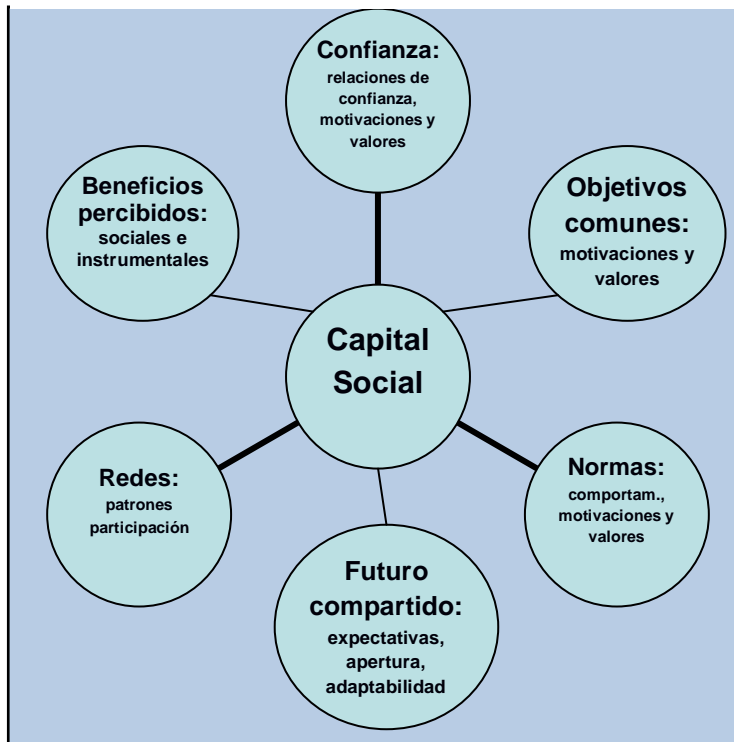 Confianza:
relaciones de
confianza,
motivaciones y
valores
Beneficios
percibidos:
sociales e
instrumentales
Objetivos
comunes:
motivaciones y
valores
Capital
Social
Redes:
patrones
participación
Normas:
comportam.,
motivaciones y
valores
Futuro
compartido:
expectativas,
apertura,
adaptabilidad